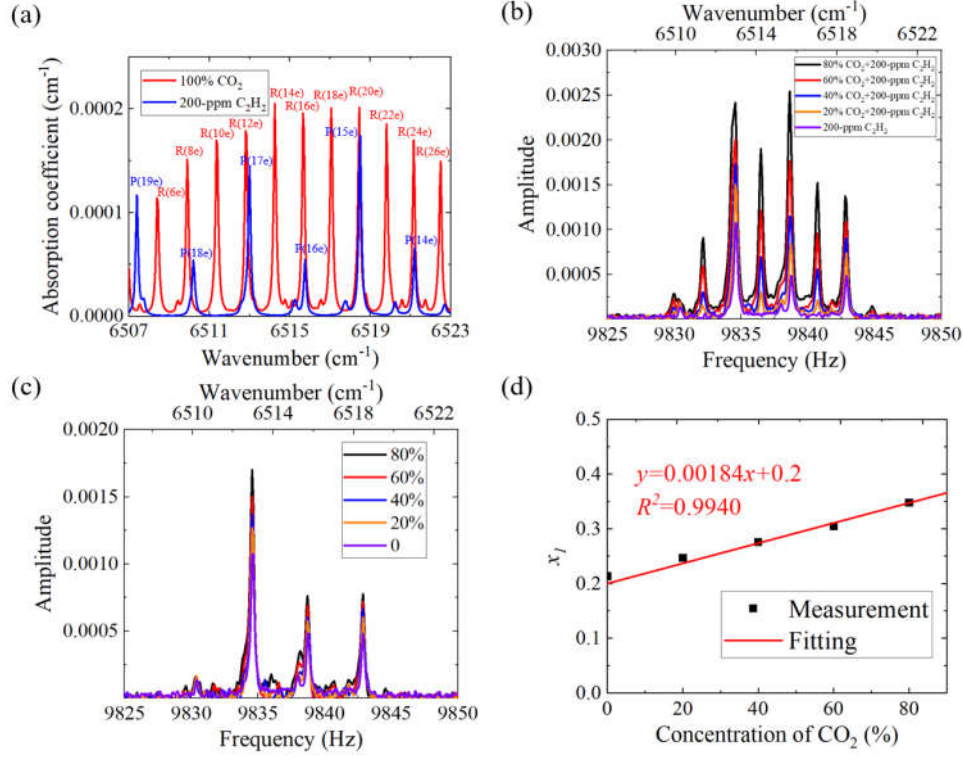 (a)
Absorption coefficient (cm⁻¹)
0.0002
0.0001
0.0000
100% CO₂
200-ppm C₂H₂
P(19e)
R(6e)
R(8e)
P(18e)
R(10e)
R(12e)
P(17e)
R(14e)
R(16e)
P(16e)
R(18e)
P(15e)
R(20e)
R(22e)
R(24e)
P(14e)
R(26e)
6507 6511 6515 6519 6523
Wavenumber (cm⁻¹)
(b)
Wavenumber (cm⁻¹)
6510 6514 6518 6522
Amplitude
0.0030
0.0025
0.0020
0.0015
0.0010
0.0005
80% CO₂+200-ppm C₂H₂
60% CO₂+200-ppm C₂H₂
40% CO₂+200-ppm C₂H₂
20% CO₂+200-ppm C₂H₂
200-ppm C₂H₂
9825 9830 9835 9840 9845 9850
Frequency (Hz)
(c)
Wavenumber (cm⁻¹)
6510 6514 6518 6522
Amplitude
0.0020
0.0015
0.0010
0.0005
80%
60%
40%
20%
0
9825 9830 9835 9840 9845 9850
Frequency (Hz)
(d)
x₁
0.5
0.4
0.3
0.2
0.1
0.0
y=0.00184x+0.2
R²=0.9940
Measurement
Fitting
0 20 40 60 80
Concentration of CO₂ (%)